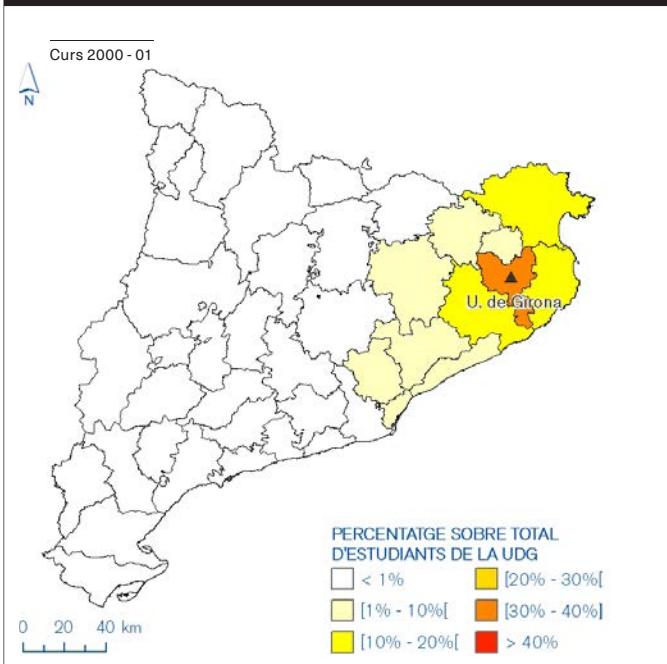 Curs 2000 - 01
N
U. de Girona
PERCENTATGE SOBRE TOTAL
D'ESTUDIANTS DE LA UDG
< 1%
[20% - 30%[
[1% - 10%[
[30% - 40%]
[10% - 20%[
> 40%
0 20 40 km